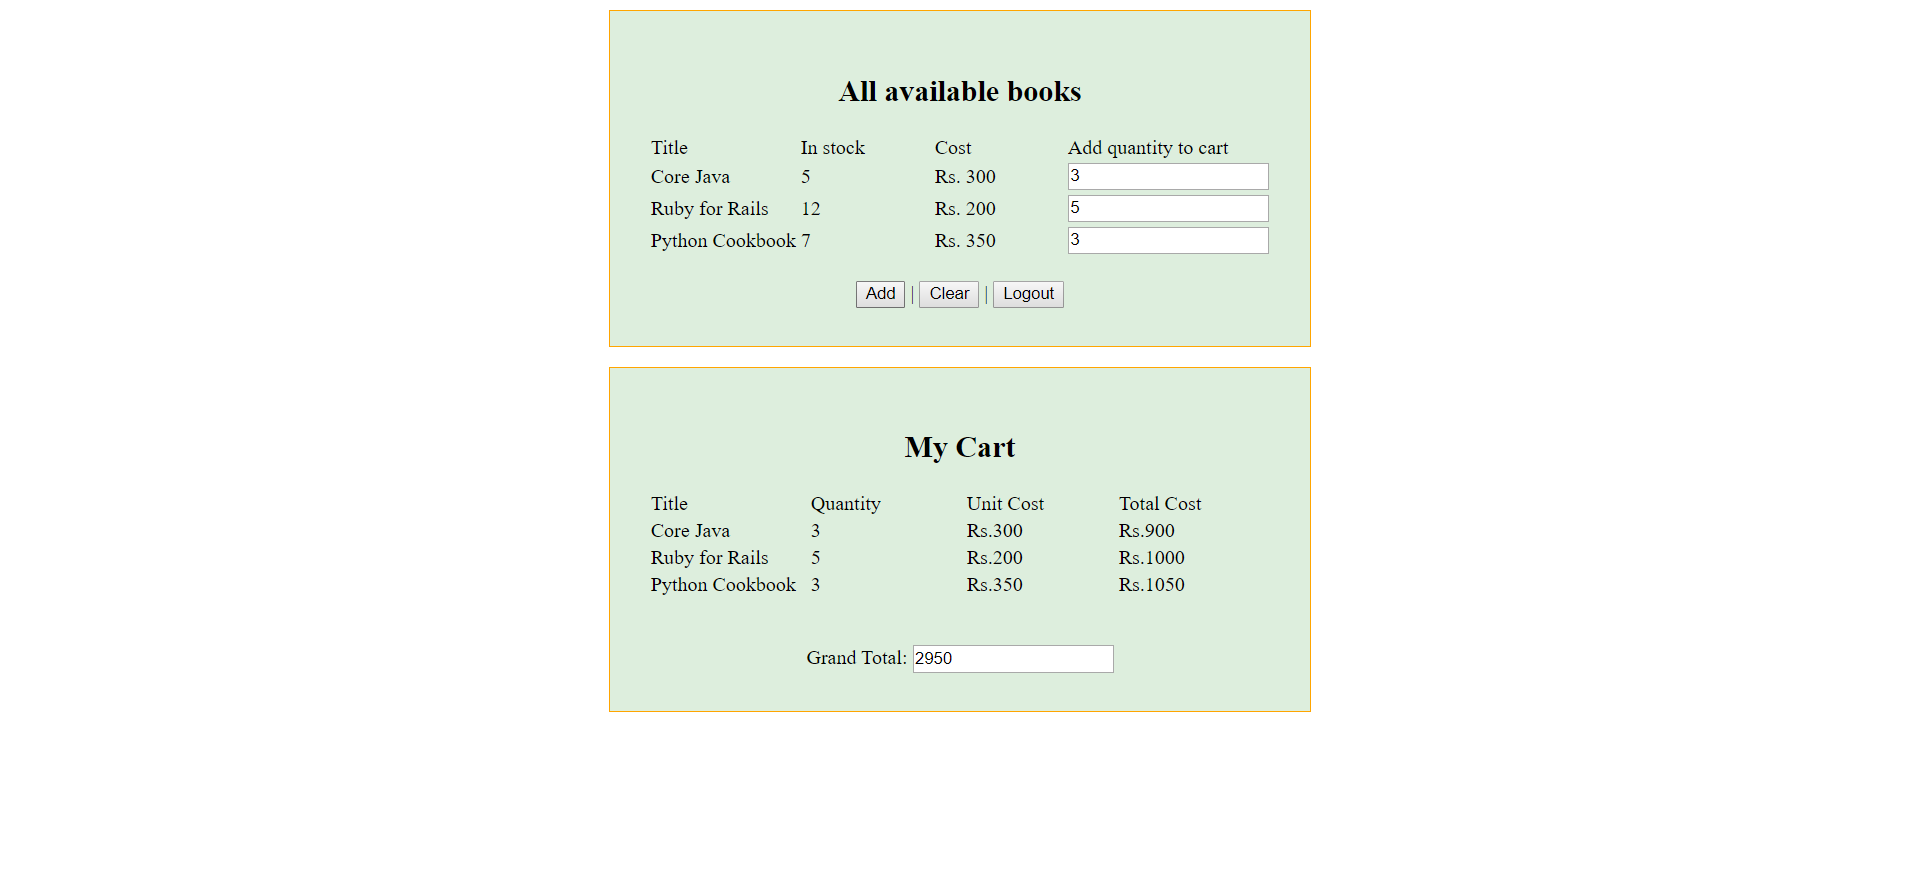 All available books
Title In stock Cost Add quantity to cart
Core Java 5 Rs. 300 3
Ruby for Rails 12 Rs. 200 5
Python Cookbook 7 Rs. 350 3
Add | Clear | Logout
My Cart
Title Quantity Unit Cost Total Cost
Core Java 3 Rs.300 Rs.900
Ruby for Rails 5 Rs.200 Rs.1000
Python Cookbook 3 Rs.350 Rs.1050
Grand Total: 2950